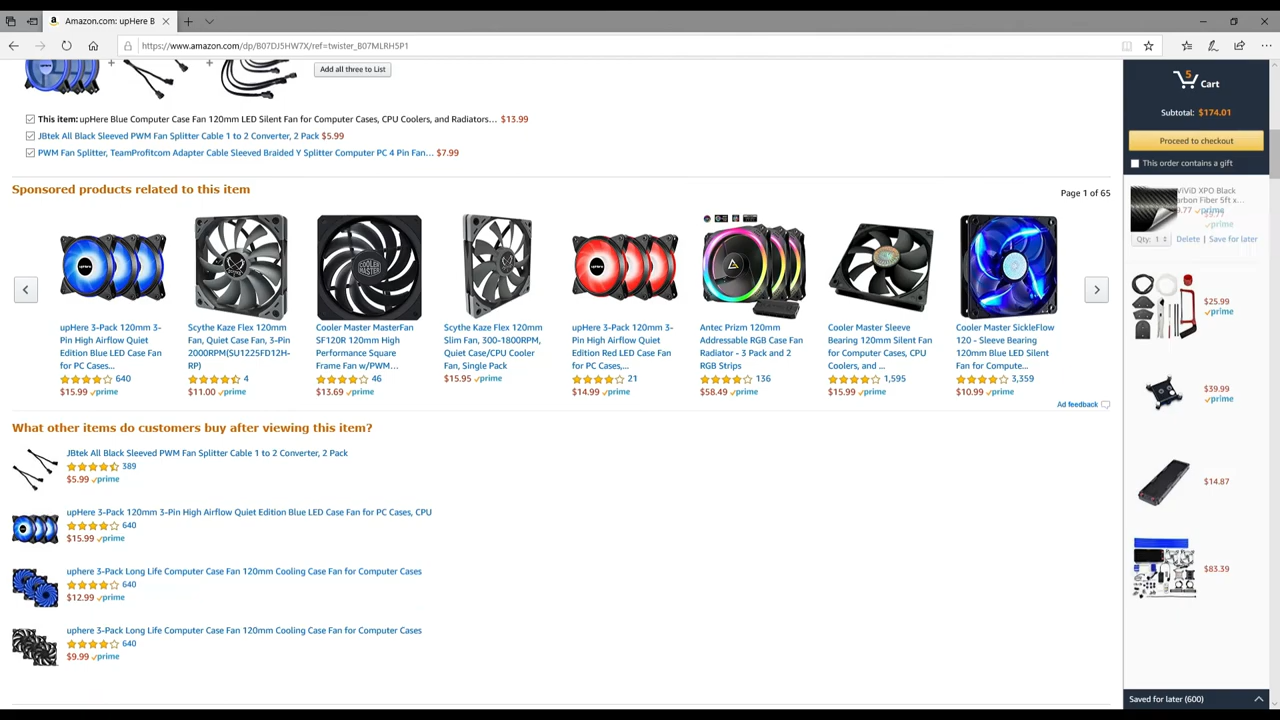 Amazon.com: upHere B
https://www.amazon.com/dp/B07DJ5HW7X/ref=twister_B07MLRH5P1
Add all three to List
This item: upHere Blue Computer Case Fan 120mm LED Silent Fan for Computer Cases, CPU Coolers, and Radiators… $13.99
JBtek All Black Sleeved PWM Fan Splitter Cable 1 to 2 Converter, 2 Pack $5.99
PWM Fan Splitter, TeamProfitcom Adapter Cable Sleeved Braided Y Splitter Computer PC 4 Pin Fan… $7.99
Sponsored products related to this item
Page 1 of 65
upHere 3-Pack 120mm 3-
Pin High Airflow Quiet
Edition Blue LED Case Fan
for PC Cases…
640
$15.99 prime
Scythe Kaze Flex 120mm
Fan, Quiet Case Fan, 3-Pin
2000RPM(SU1225FD12H-
RP)
4
$11.00 prime
COOLER
MASTER
Cooler Master MasterFan
SF120R 120mm High
Performance Square
Frame Fan w/PWM…
46
$13.69 prime
Scythe Kaze Flex 120mm
Slim Fan, 300-1800RPM,
Quiet Case/CPU Cooler
Fan, Single Pack
$15.95 prime
upHere 3-Pack 120mm 3-
Pin High Airflow Quiet
Edition Red LED Case Fan
for PC Cases,…
21
$14.99 prime
Antec Prizm 120mm
Addressable RGB Case Fan
Radiator - 3 Pack and 2
RGB Strips
136
$58.49 prime
Cooler Master Sleeve
Bearing 120mm Silent Fan
for Computer Cases, CPU
Coolers, and …
1,595
$15.99 prime
Cooler Master SickleFlow
120 - Sleeve Bearing
120mm Blue LED Silent
Fan for Compute…
3,359
$10.99 prime
Ad feedback
What other items do customers buy after viewing this item?
JBtek All Black Sleeved PWM Fan Splitter Cable 1 to 2 Converter, 2 Pack
389
$5.99 prime
upHere 3-Pack 120mm 3-Pin High Airflow Quiet Edition Blue LED Case Fan for PC Cases, CPU
640
$15.99 prime
uphere 3-Pack Long Life Computer Case Fan 120mm Cooling Case Fan for Computer Cases
640
$12.99 prime
uphere 3-Pack Long Life Computer Case Fan 120mm Cooling Case Fan for Computer Cases
640
$9.99 prime
5
Cart
Subtotal: $174.01
Proceed to checkout
This order contains a gift
ViViD XPO Black
arbon Fiber 5ft x…
9.77 prime
prime
Qty: 1 Delete | Save for later
$25.99
prime
$39.99
prime
$14.87
$83.39
Saved for later (600)